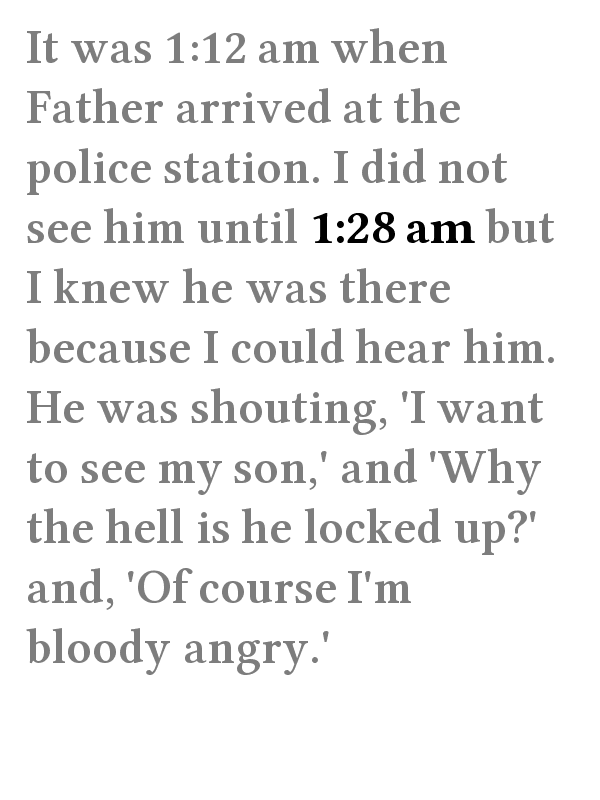 It was 1:12 am when
Father arrived at the
police station. I did not
see him until 1:28 am but
I knew he was there
because I could hear him.
He was shouting, 'I want
to see my son,' and 'Why
the hell is he locked up?'
and, 'Of course I'm
bloody angry.'